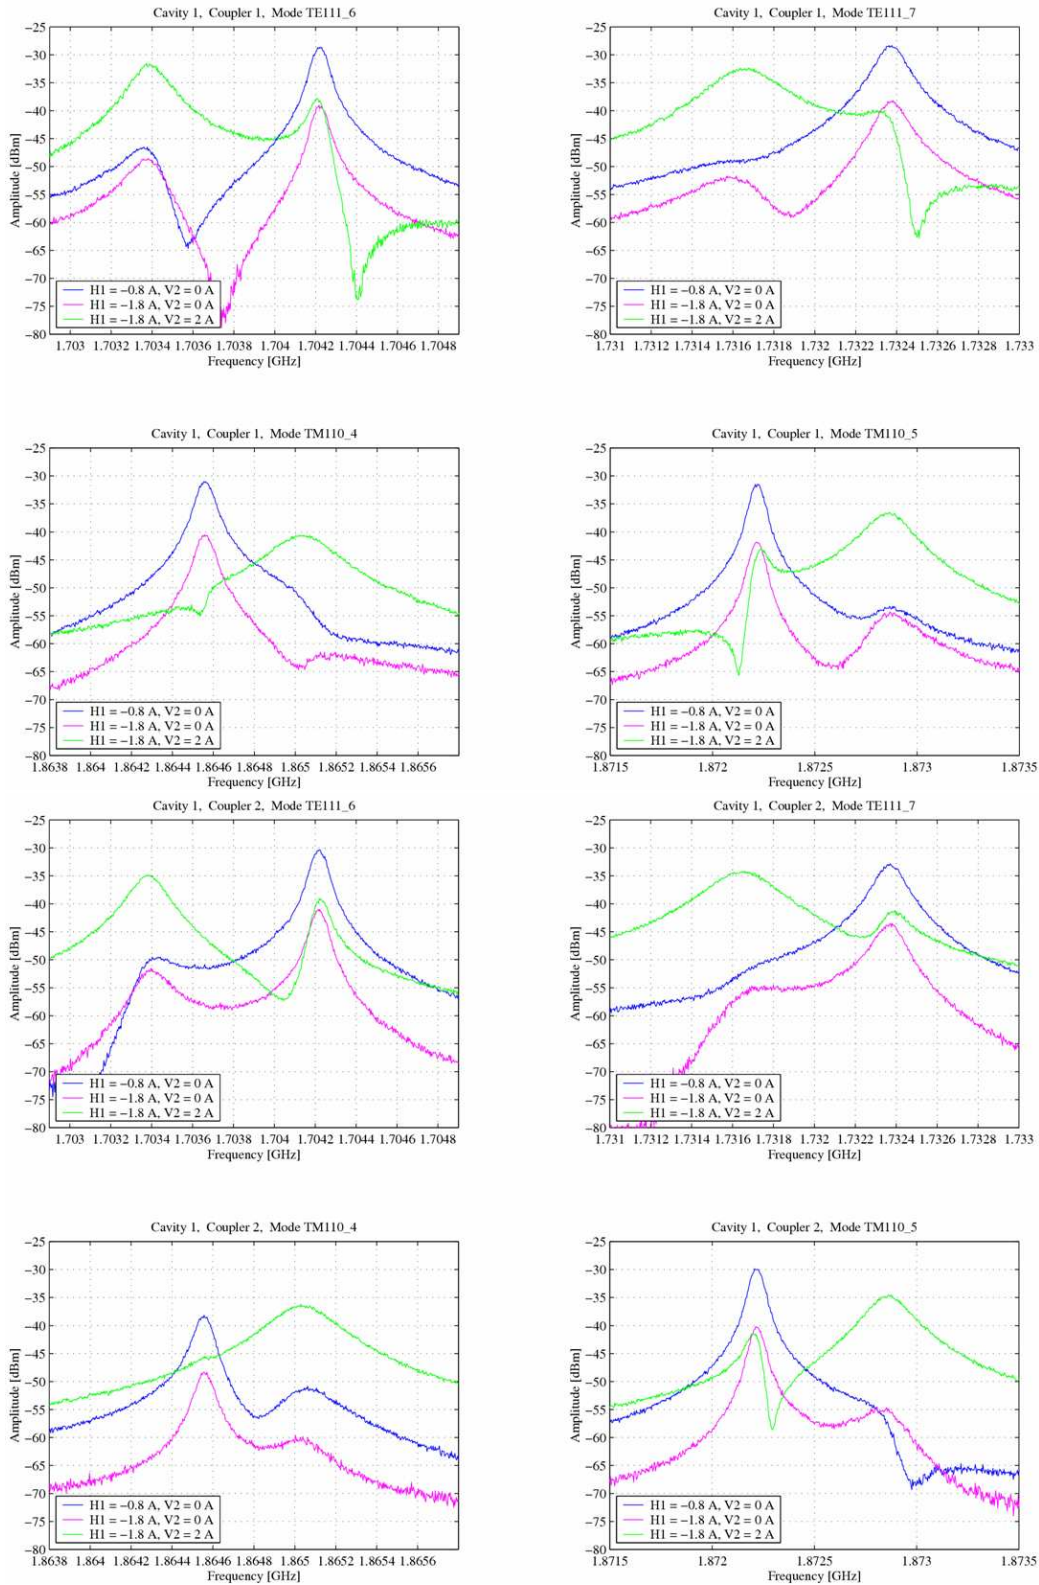 Cavity 1, Coupler 1, Mode TE111_6
Amplitude [dBm]
−25
−30
−35
−40
−45
−50
−55
−60
−65
−70
−75
−80
H1 = −0.8 A, V2 = 0 A
H1 = −1.8 A, V2 = 0 A
H1 = −1.8 A, V2 = 2 A
1.703 1.7032 1.7034 1.7036 1.7038 1.704 1.7042 1.7044 1.7046 1.7048
Frequency [GHz]
Cavity 1, Coupler 1, Mode TE111_7
Amplitude [dBm]
−25
−30
−35
−40
−45
−50
−55
−60
−65
−70
−75
−80
H1 = −0.8 A, V2 = 0 A
H1 = −1.8 A, V2 = 0 A
H1 = −1.8 A, V2 = 2 A
1.731 1.7312 1.7314 1.7316 1.7318 1.732 1.7322 1.7324 1.7326 1.7328 1.733
Frequency [GHz]
Cavity 1, Coupler 1, Mode TM110_4
Amplitude [dBm]
−25
−30
−35
−40
−45
−50
−55
−60
−65
−70
−75
−80
H1 = −0.8 A, V2 = 0 A
H1 = −1.8 A, V2 = 0 A
H1 = −1.8 A, V2 = 2 A
1.8638 1.864 1.8642 1.8644 1.8646 1.8648 1.865 1.8652 1.8654 1.8656
Frequency [GHz]
Cavity 1, Coupler 1, Mode TM110_5
Amplitude [dBm]
−25
−30
−35
−40
−45
−50
−55
−60
−65
−70
−75
−80
H1 = −0.8 A, V2 = 0 A
H1 = −1.8 A, V2 = 0 A
H1 = −1.8 A, V2 = 2 A
1.8715 1.872 1.8725 1.873 1.8735
Frequency [GHz]
Cavity 1, Coupler 2, Mode TE111_6
Amplitude [dBm]
−25
−30
−35
−40
−45
−50
−55
−60
−65
−70
−75
−80
H1 = −0.8 A, V2 = 0 A
H1 = −1.8 A, V2 = 0 A
H1 = −1.8 A, V2 = 2 A
1.703 1.7032 1.7034 1.7036 1.7038 1.704 1.7042 1.7044 1.7046 1.7048
Frequency [GHz]
Cavity 1, Coupler 2, Mode TE111_7
Amplitude [dBm]
−25
−30
−35
−40
−45
−50
−55
−60
−65
−70
−75
−80
H1 = −0.8 A, V2 = 0 A
H1 = −1.8 A, V2 = 0 A
H1 = −1.8 A, V2 = 2 A
1.731 1.7312 1.7314 1.7316 1.7318 1.732 1.7322 1.7324 1.7326 1.7328 1.733
Frequency [GHz]
Cavity 1, Coupler 2, Mode TM110_4
Amplitude [dBm]
−25
−30
−35
−40
−45
−50
−55
−60
−65
−70
−75
−80
H1 = −0.8 A, V2 = 0 A
H1 = −1.8 A, V2 = 0 A
H1 = −1.8 A, V2 = 2 A
1.8638 1.864 1.8642 1.8644 1.8646 1.8648 1.865 1.8652 1.8654 1.8656
Frequency [GHz]
Cavity 1, Coupler 2, Mode TM110_5
Amplitude [dBm]
−25
−30
−35
−40
−45
−50
−55
−60
−65
−70
−75
−80
H1 = −0.8 A, V2 = 0 A
H1 = −1.8 A, V2 = 0 A
H1 = −1.8 A, V2 = 2 A
1.8715 1.872 1.8725 1.873 1.8735
Frequency [GHz]